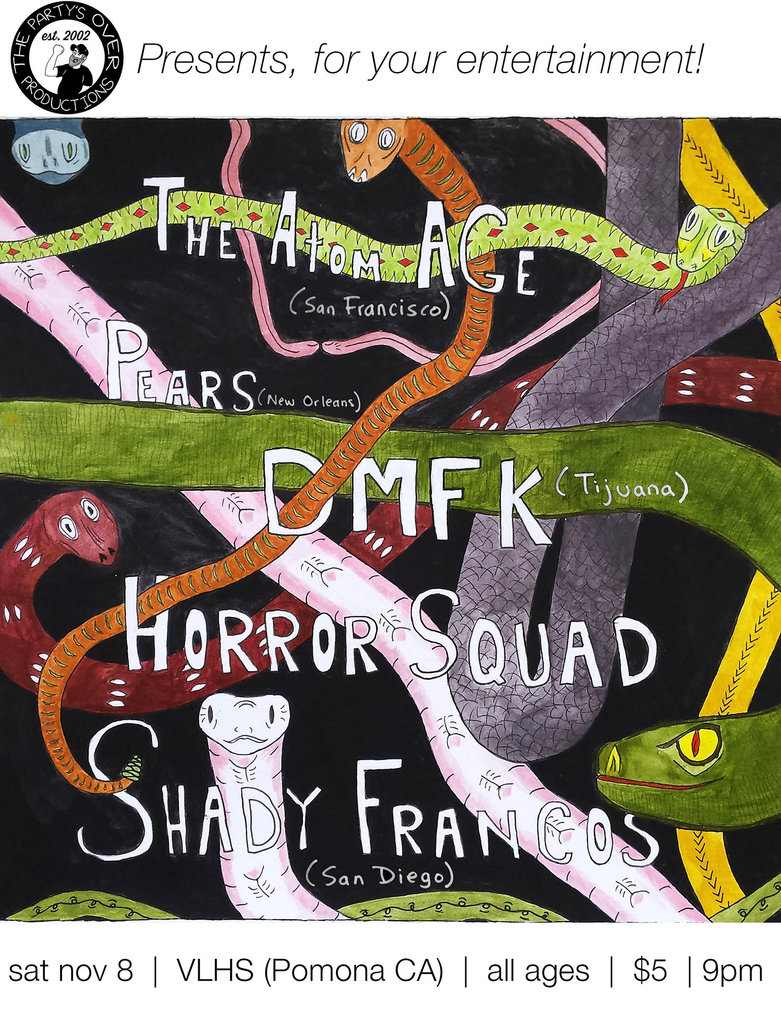 THE PARTY'S OVER PRODUCTIONS
est. 2002
Presents, for your entertainment!
THE ATOM AGE
(San Francisco)
PEARS (New Orleans)
DMFK (Tijuana)
HORROR SQUAD
SHADY FRANCOS
(San Diego)
sat nov 8 | VLHS (Pomona CA) | all ages | $5 | 9pm